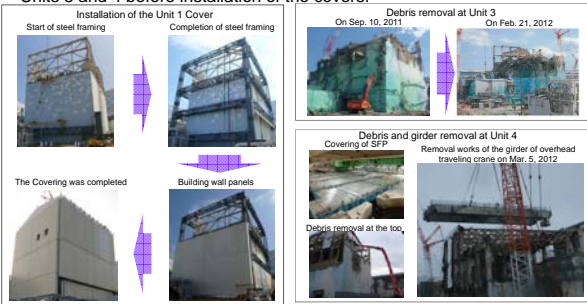 Units 3 and 4 before installation of the covers.
Installation of the Unit 1 Cover
Start of steel framing
Completion of steel framing
The Covering was completed
Building wall panels
Debris removal at Unit 3
On Sep. 10, 2011
On Feb. 21, 2012
Debris and girder removal at Unit 4
Covering of SFP
Removal works of the girder of overhead
traveling crane on Mar. 5, 2012
Debris removal at the top